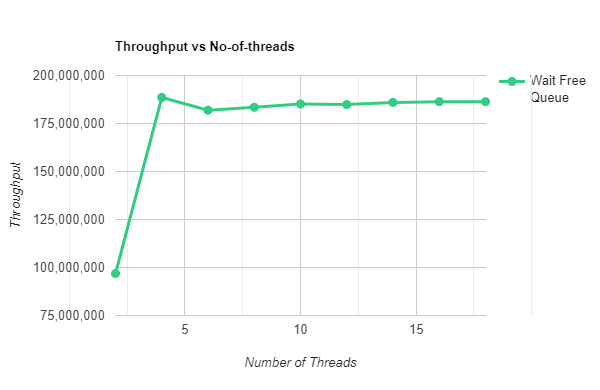 Throughput vs No-of-threads
200,000,000
175,000,000
150,000,000
125,000,000
100,000,000
75,000,000
Throughput
5
10
15
Number of Threads
Wait Free
Queue